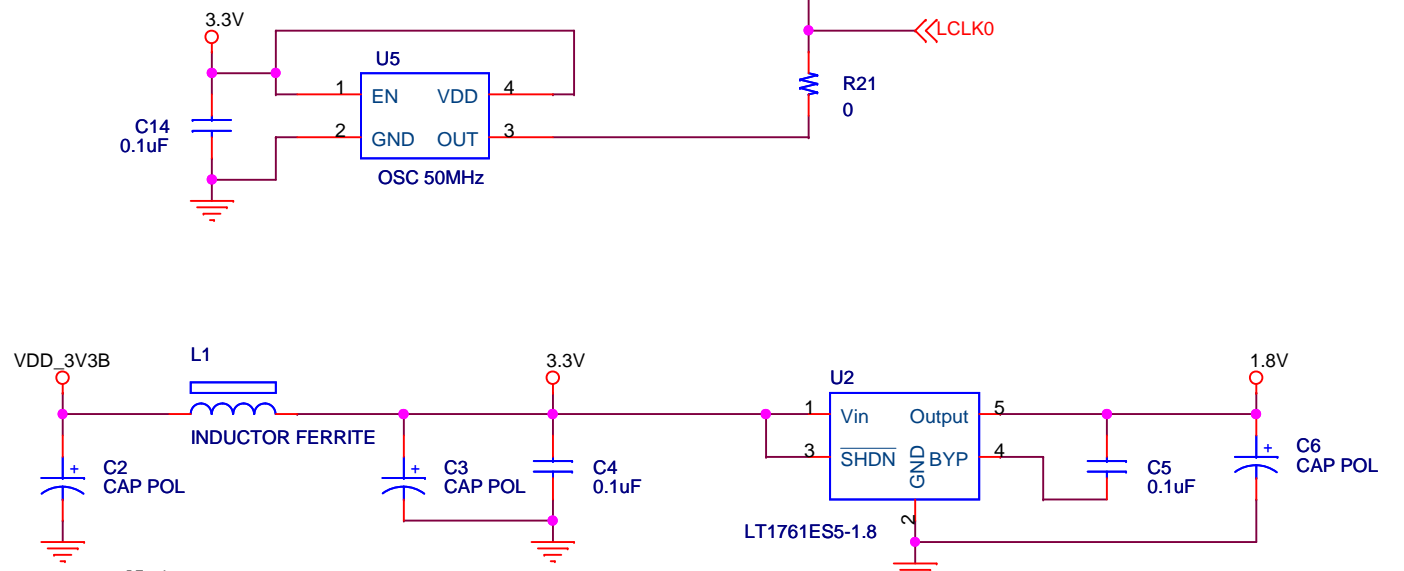 3.3V
LCLK0
U5
1 EN VDD 4
R21
0
C14
0.1uF
2 GND OUT 3
OSC 50MHz
VDD_3V3B
L1
3.3V
1.8V
U2
1 Vin Output 5
INDUCTOR FERRITE
3 SHDN GND BYP 4
+ C2
CAP POL
+ C3
CAP POL
C4
0.1uF
C5
0.1uF
+ C6
CAP POL
2
LT1761ES5-1.8